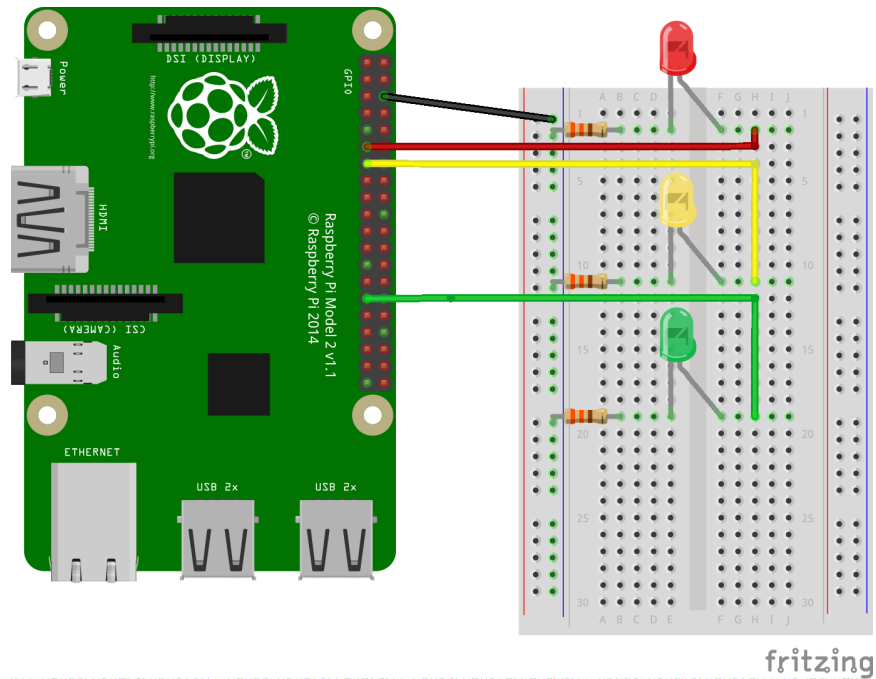 DSI (DISPLAY)
Power
http://www.raspberrypi.org
GPIO
HDMI
Raspberry Pi Model 2 v1.1
© Raspberry Pi 2014
CSI (CAMERA)
Audio
ETHERNET
USB 2x
USB 2x
A B C D E F G H I J
1 1
5 5
10 10
15 15
20 20
25 25
30 30
A B C D E F G H I J
fritzing